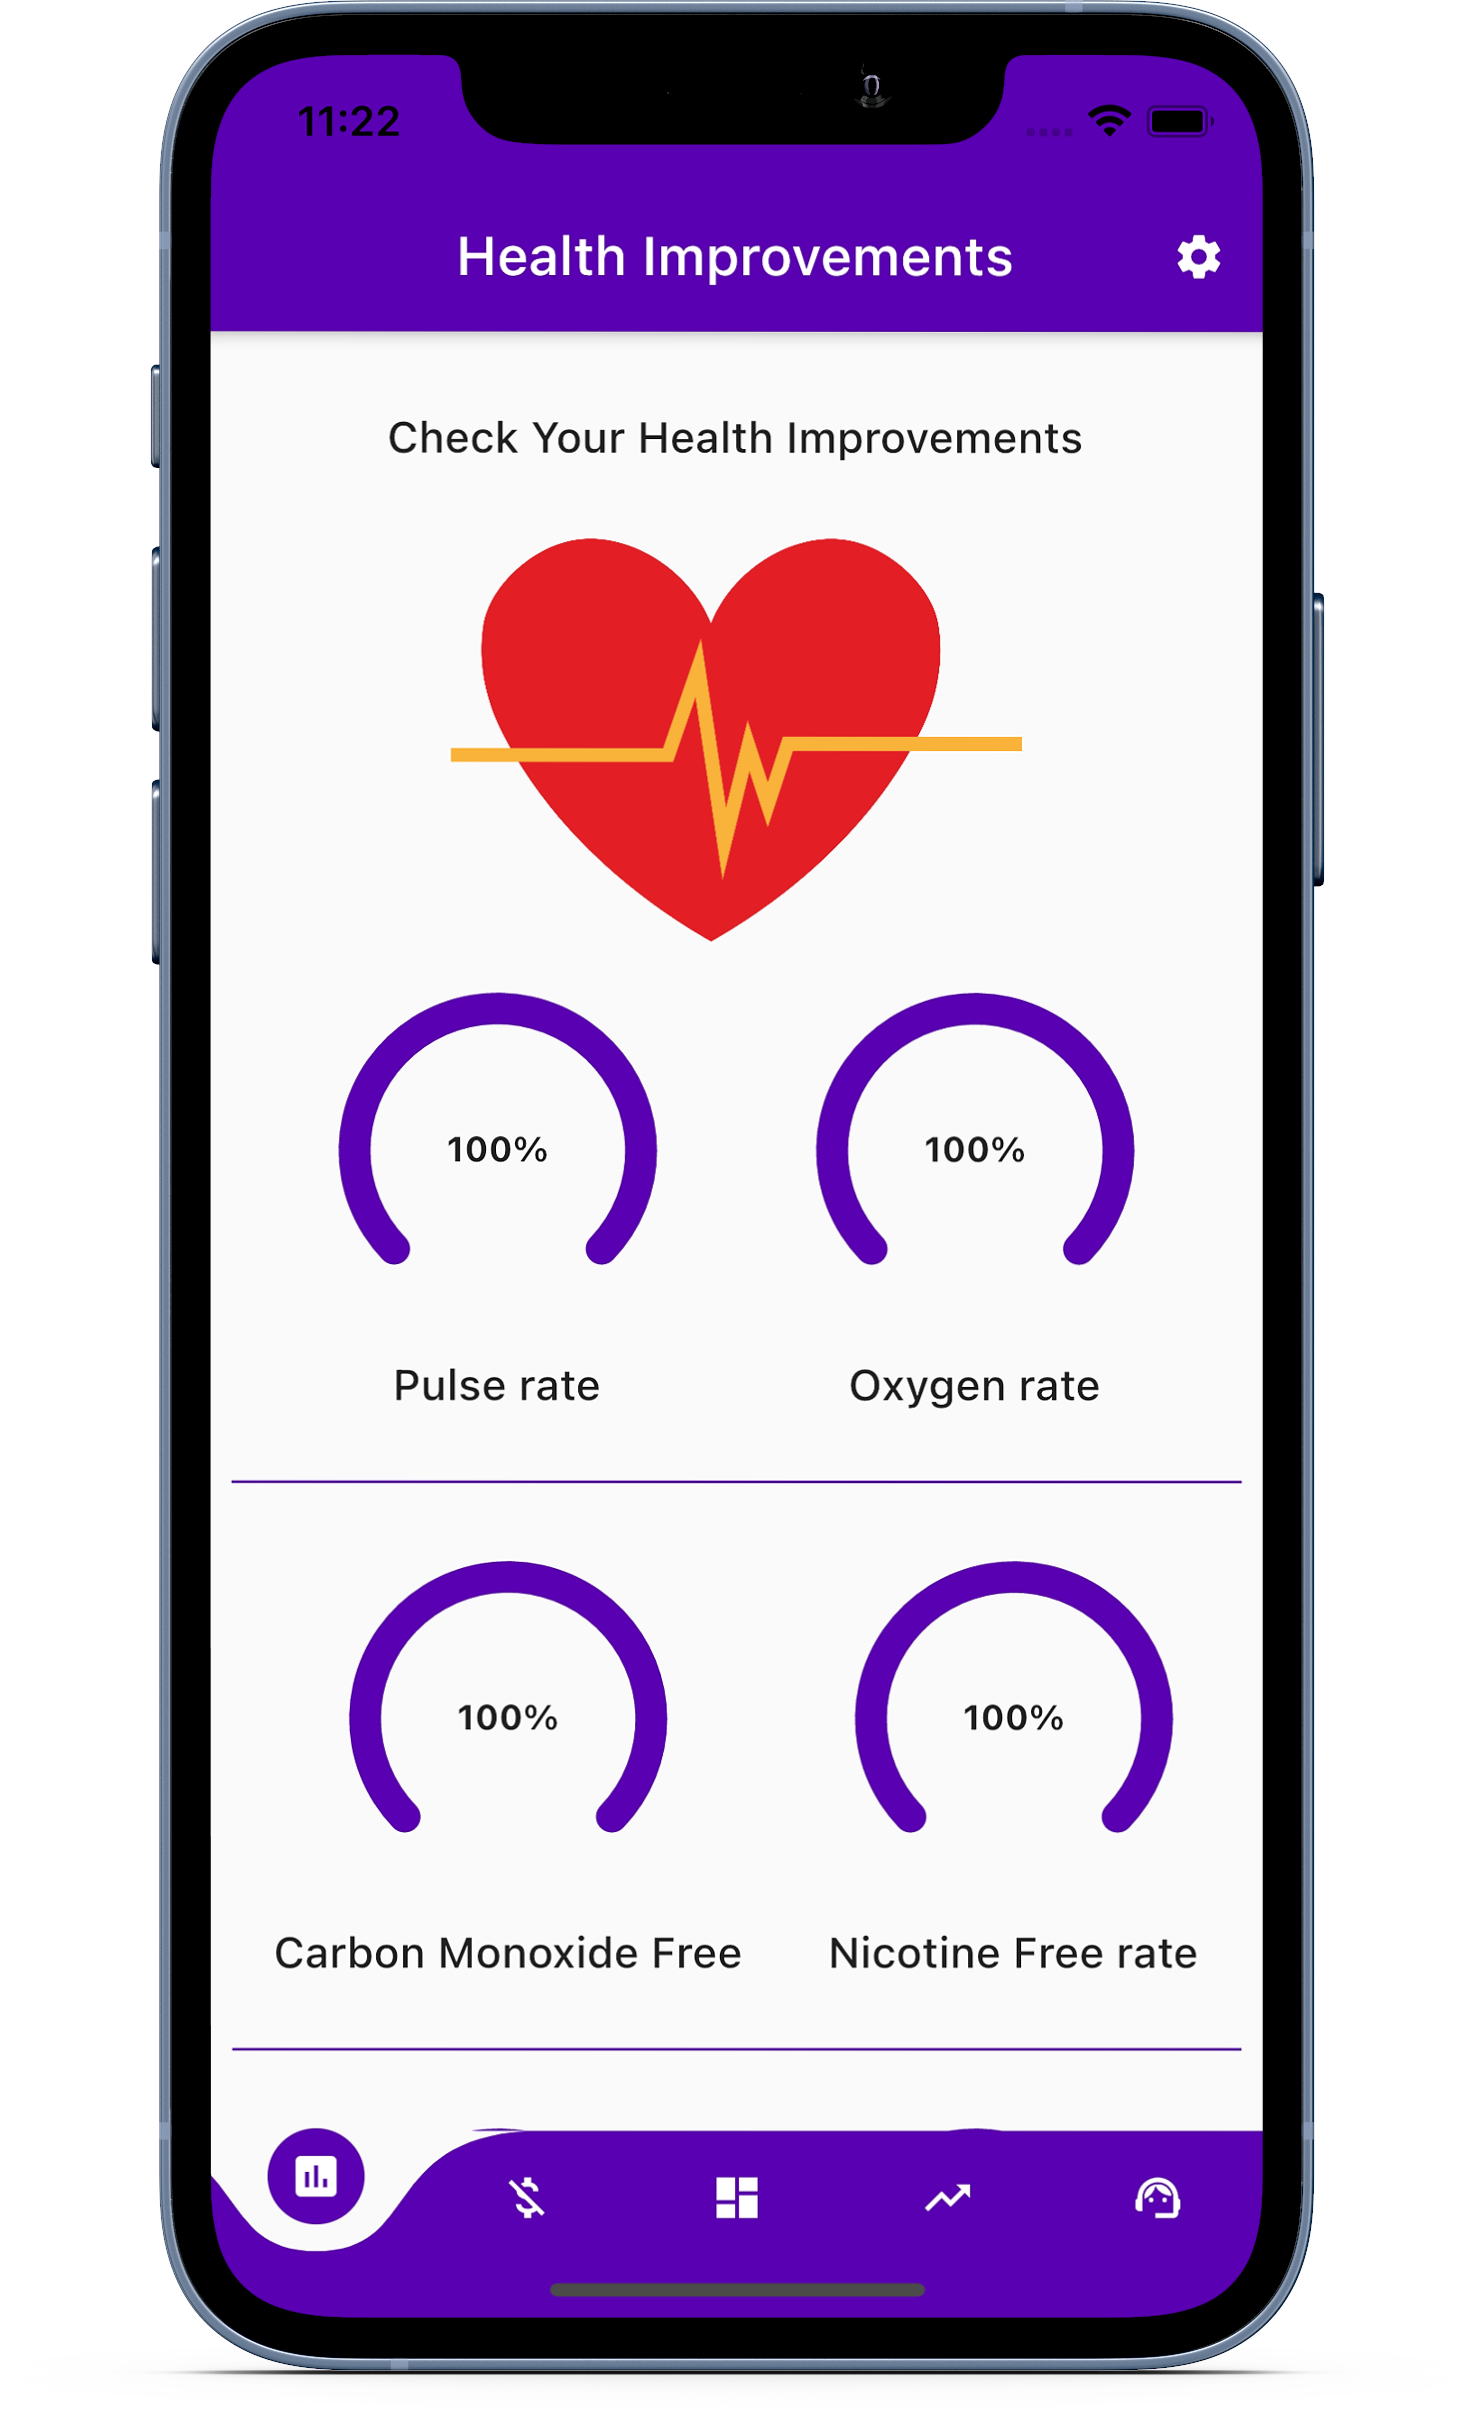 11:22
Health Improvements
Check Your Health Improvements
100% 100%
Pulse rate Oxygen rate
100% 100%
Carbon Monoxide Free Nicotine Free rate